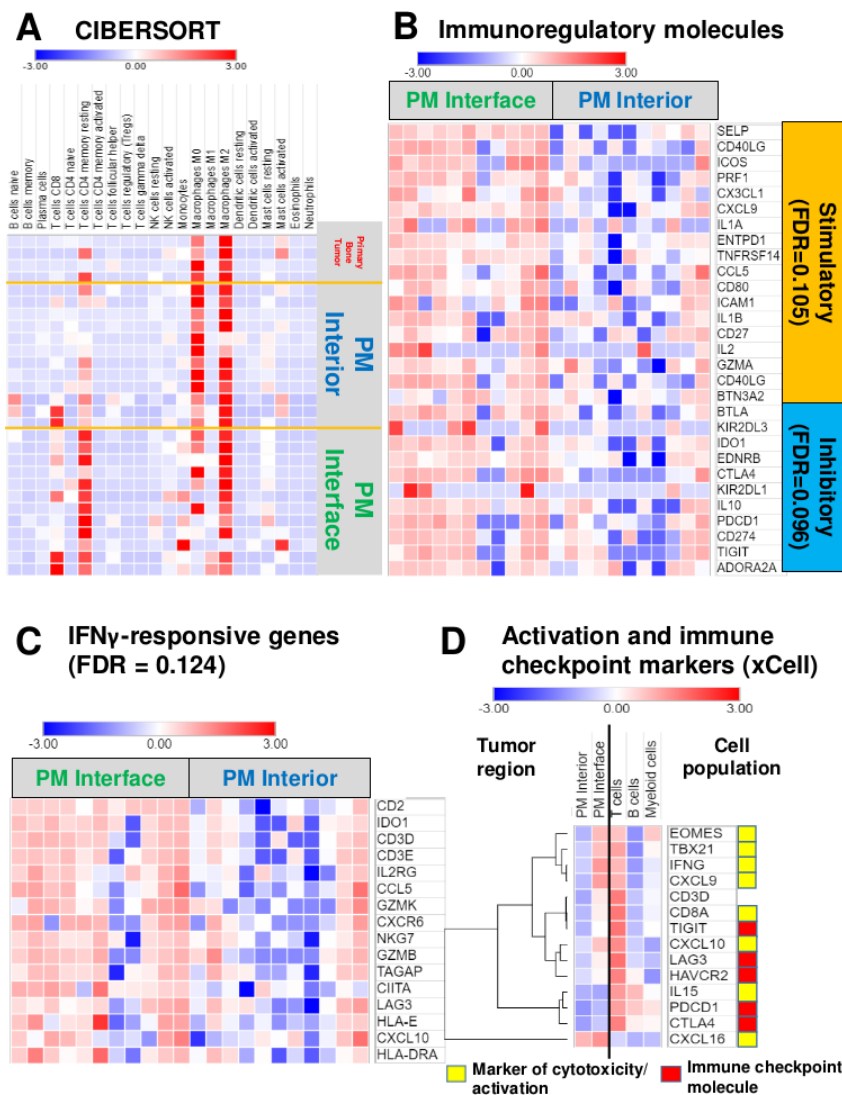 A CIBERSORT
-3.00 0.00 3.00
B cells naive
B cells memory
Plasma cells
T cells CD8
T cells CD4 naive
T cells CD4 memory resting
T cells CD4 memory activated
T cells follicular helper
T cells regulatory (Tregs)
T cells gamma delta
NK cells resting
NK cells activated
Monocytes
Macrophages M0
Macrophages M1
Macrophages M2
Dendritic cells resting
Dendritic cells activated
Mast cells resting
Mast cells activated
Eosinophils
Neutrophils
Primary
Bone
Tumor
PM
Interior
PM
Interface
B Immunoregulatory molecules
-3.00 0.00 3.00
PM Interface PM Interior
SELP
CD40LG
ICOS
PRF1
CX3CL1
CXCL9
IL1A
ENTPD1
TNFRSF14
CCL5
CD80
ICAM1
IL1B
CD27
IL2
GZMA
CD40LG
BTN3A2
BTLA
KIR2DL3
IDO1
EDNRB
CTLA4
KIR2DL1
IL10
PDCD1
CD274
TIGIT
ADORA2A
Stimulatory
(FDR=0.105)
Inhibitory
(FDR=0.096)
C IFNγ-responsive genes
(FDR = 0.124)
-3.00 0.00 3.00
PM Interface PM Interior
CD2
IDO1
CD3D
CD3E
IL2RG
CCL5
GZMK
CXCR6
NKG7
GZMB
TAGAP
CIITA
LAG3
HLA-E
CXCL10
HLA-DRA
D Activation and immune
checkpoint markers (xCell)
-3.00 0.00 3.00
Tumor
region
PM Interior
PM Interface
T cells
B cells
Myeloid cells
Cell
population
EOMES
TBX21
IFNG
CXCL9
CD3D
CD8A
TIGIT
CXCL10
LAG3
HAVCR2
IL15
PDCD1
CTLA4
CXCL16
Marker of cytotoxicity/
activation
Immune checkpoint
molecule